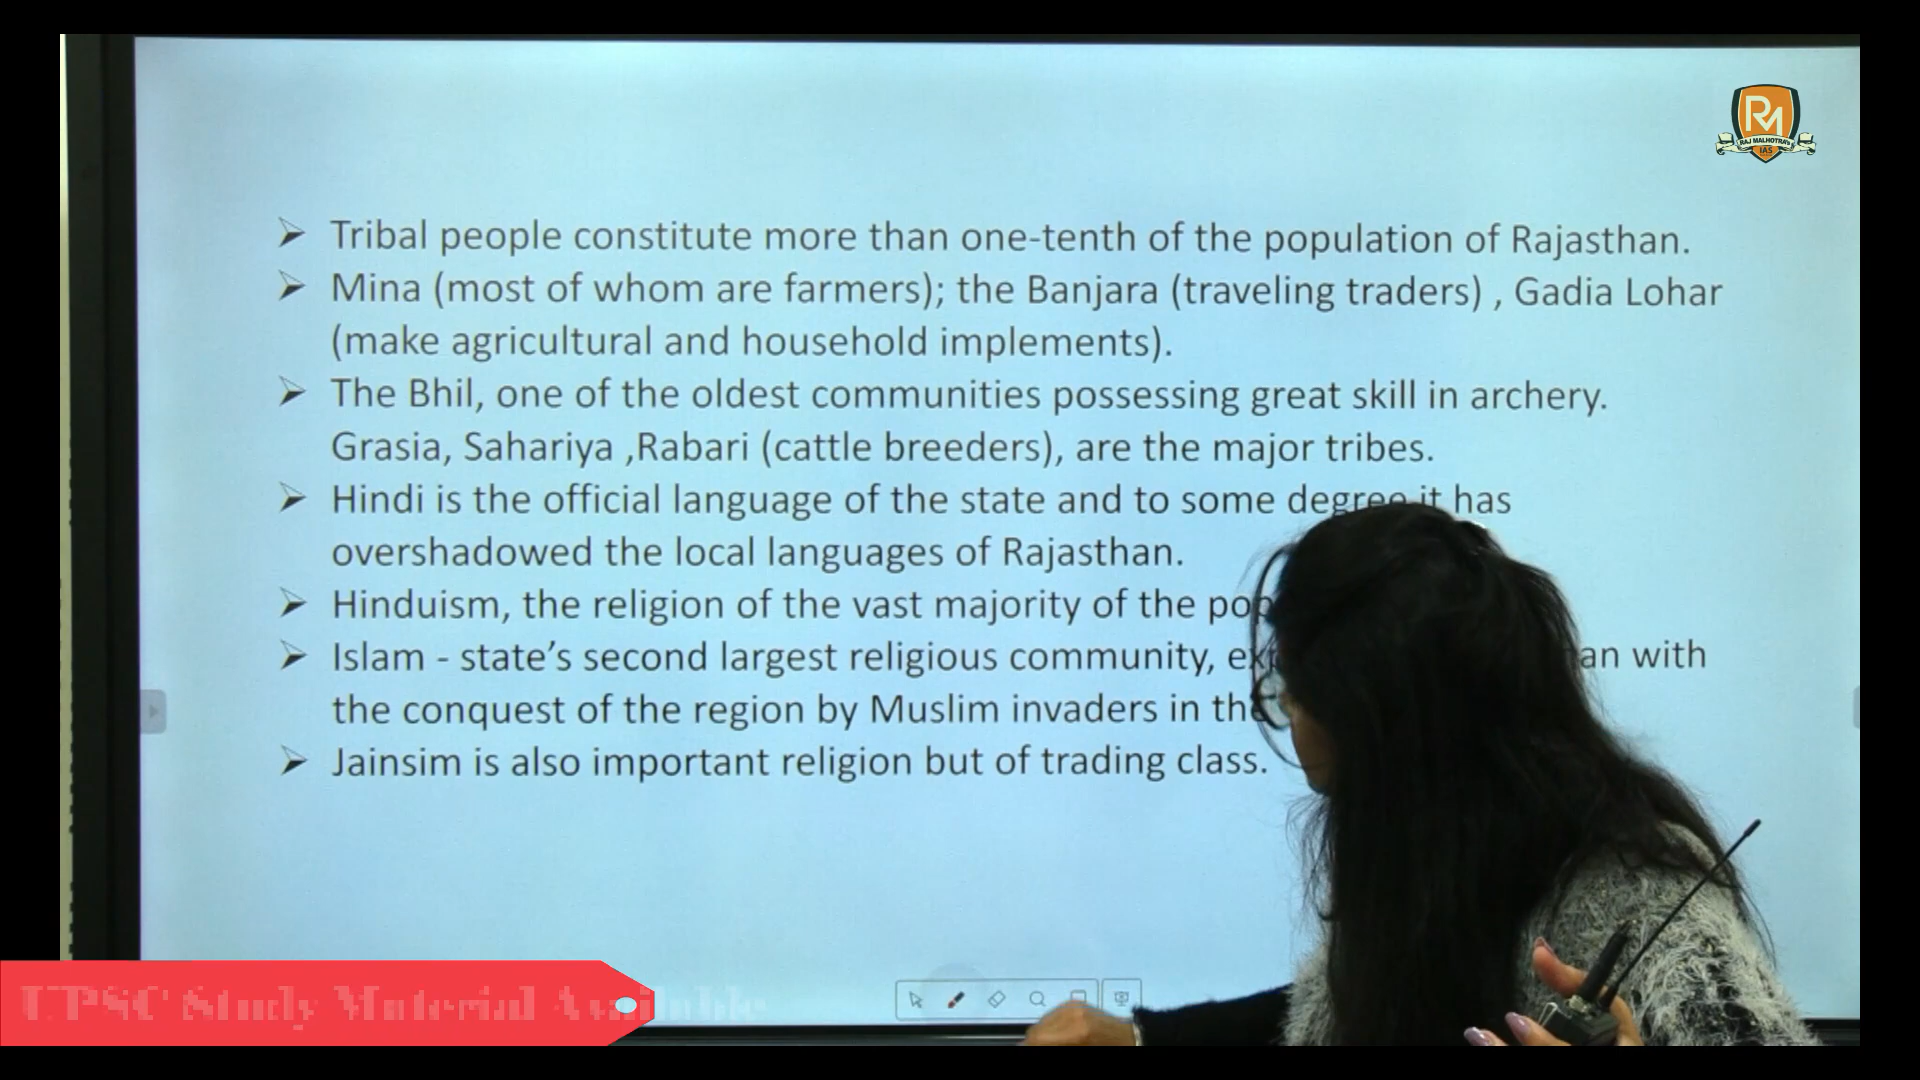 RM
RAJ MALHOTRA'S
IAS
Tribal people constitute more than one-tenth of the population of Rajasthan.
Mina (most of whom are farmers); the Banjara (traveling traders) , Gadia Lohar
(make agricultural and household implements).
The Bhil, one of the oldest communities possessing great skill in archery.
Grasia, Sahariya ,Rabari (cattle breeders), are the major tribes.
Hindi is the official language of the state and to some degree it has
overshadowed the local languages of Rajasthan.
Hinduism, the religion of the vast majority of the
Islam - state's second largest religious community, with
the conquest of the region by Muslim invaders in
Jainsim is also important religion but of trading class.
UPSC Study Material Available